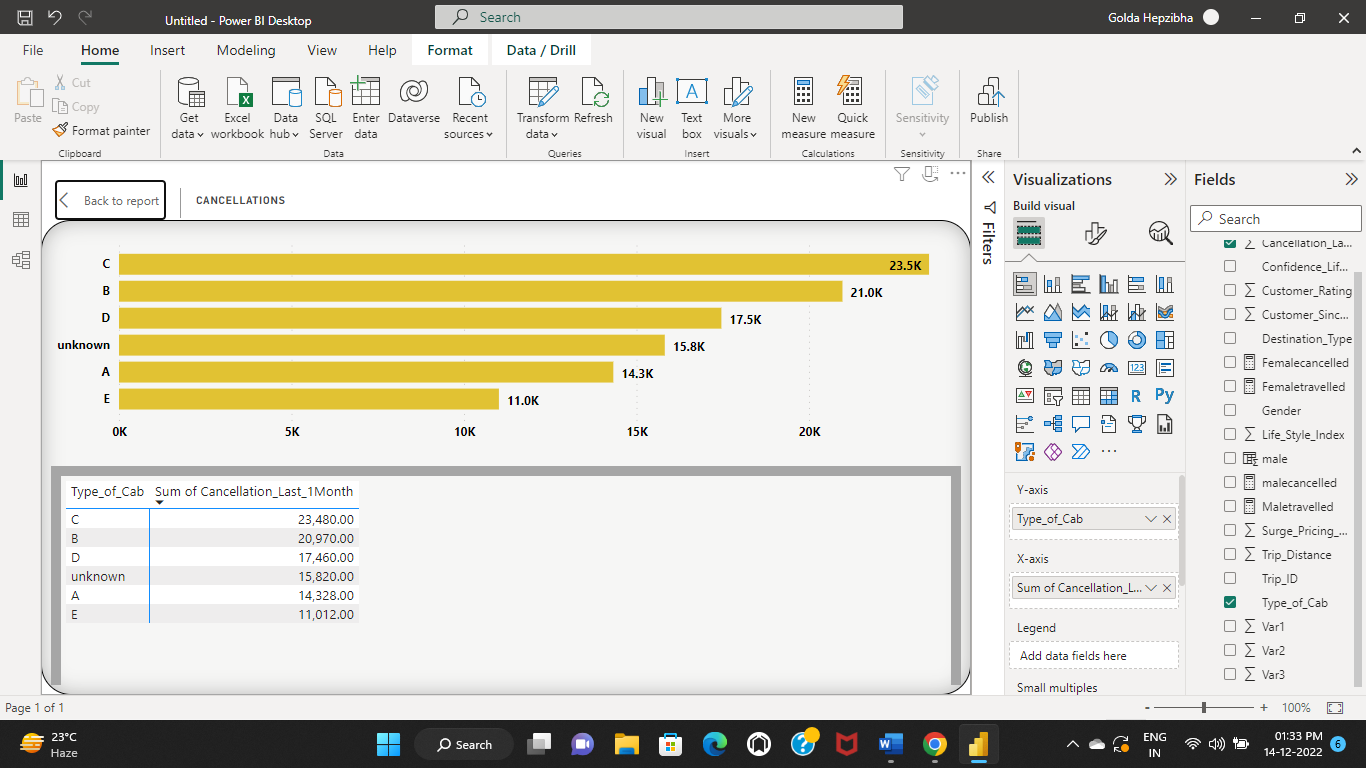 Untitled - Power BI Desktop
Search
Golda Hepzibha
File Home Insert Modeling View Help Format Data / Drill
Paste
Cut
Copy
Format painter
Clipboard
Get data
Excel workbook
Data hub
SQL Server
Enter data
Dataverse
Recent sources
Data
Transform data
Refresh
Queries
New visual
Text box
More visuals
Insert
New measure
Quick measure
Calculations
Sensitivity
Sensitivity
Publish
Share
Back to report
CANCELLATIONS
C 23.5K
B 21.0K
D 17.5K
unknown 15.8K
A 14.3K
E 11.0K
0K 5K 10K 15K 20K
Type_of_Cab Sum of Cancellation_Last_1Month
C 23,480.00
B 20,970.00
D 17,460.00
unknown 15,820.00
A 14,328.00
E 11,012.00
Filters
Visualizations
Build visual
R
Py
123
Y-axis
Type_of_Cab
X-axis
Sum of Cancellation_L...
Legend
Add data fields here
Small multiples
Fields
Search
Cancellation_La...
Confidence_Lif...
Customer_Rating
Customer_Sinc...
Destination_Type
Femalecancelled
Femaletravelled
Gender
Life_Style_Index
male
malecancelled
Maletravelled
Surge_Pricing_...
Trip_Distance
Trip_ID
Type_of_Cab
Var1
Var2
Var3
Page 1 of 1
- + 100%
23°C
Haze
Search
ENG
IN
01:33 PM
14-12-2022
6